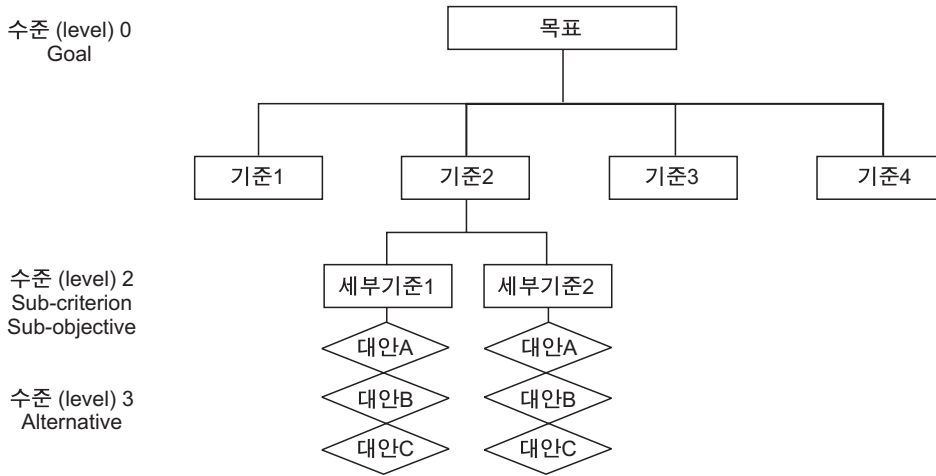 수준 (level) 0
Goal
목표
기준1
기준2
기준3
기준4
수준 (level) 2
Sub-criterion
Sub-objective
세부기준1
세부기준2
대안A
대안A
수준 (level) 3
Alternative
대안B
대안B
대안C
대안C